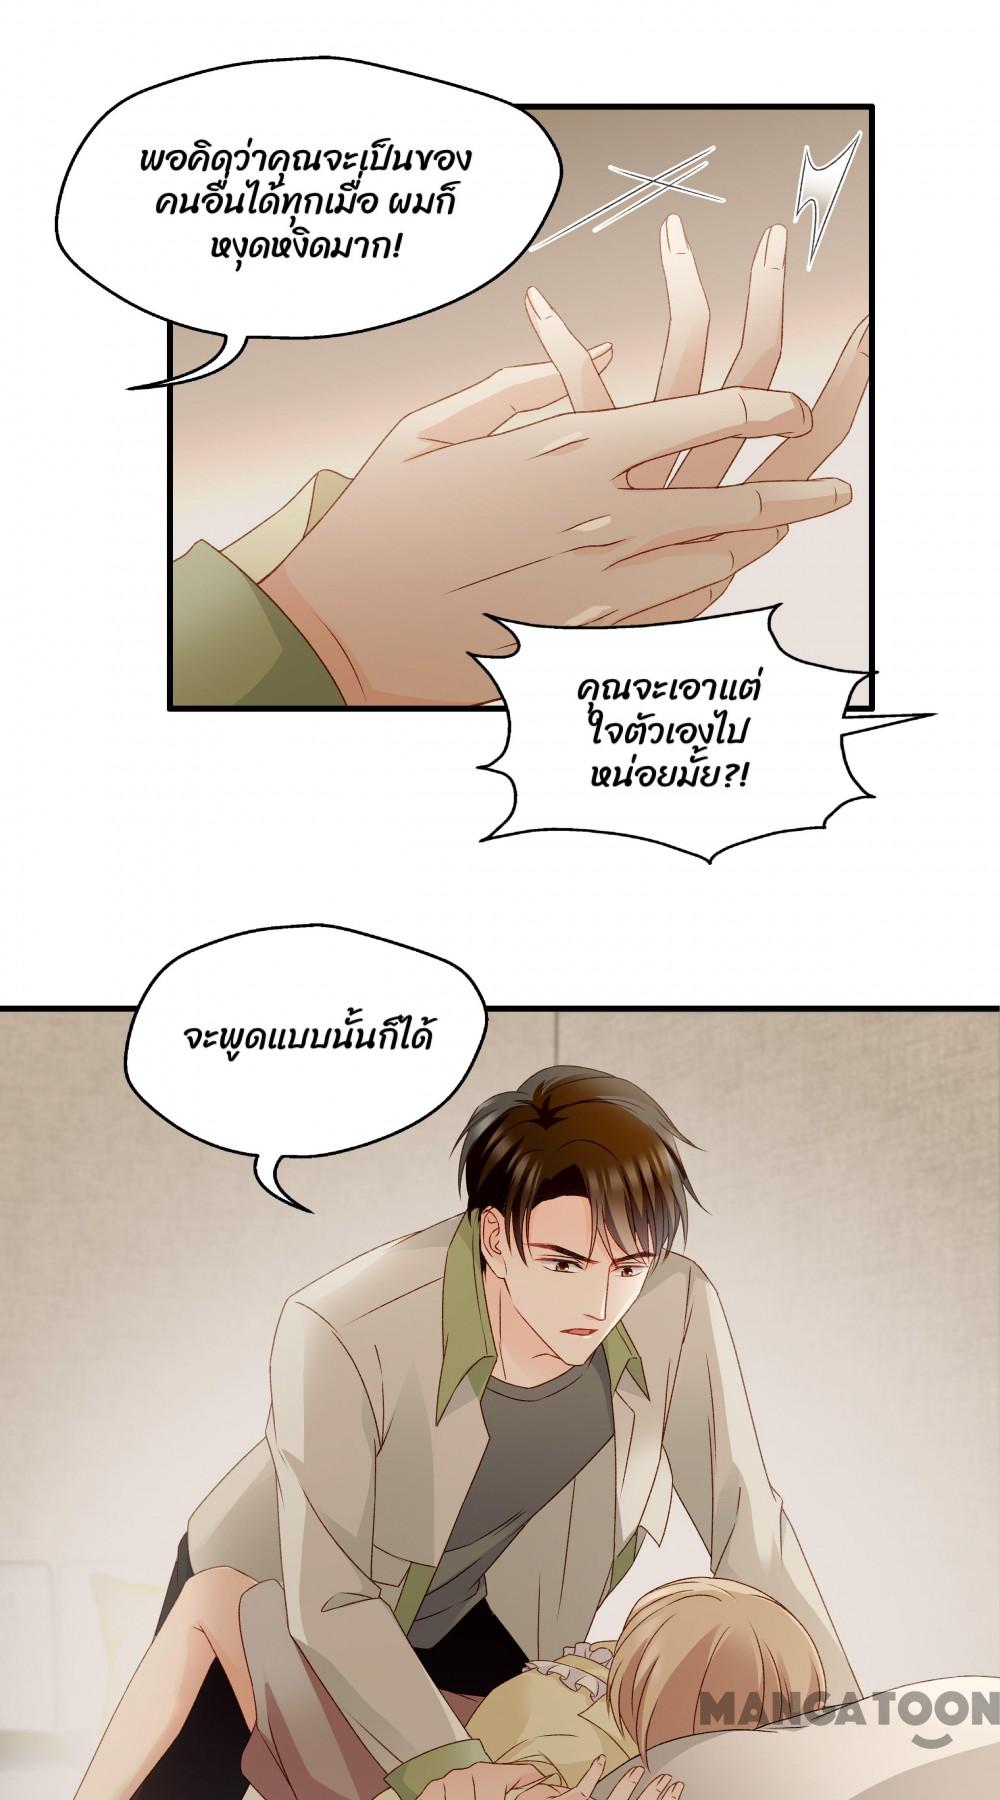 พอคิดว่าคุณจะเป็นของ
คนอื่นได้ทุกเมื่อ ผมก็
หงุดหงิดมาก!
คุณจะเอาแต่
ใจตัวเองไป
หน่อยมั้ย?!
จะพูดแบบนั้นก็ได้
MANGATOON